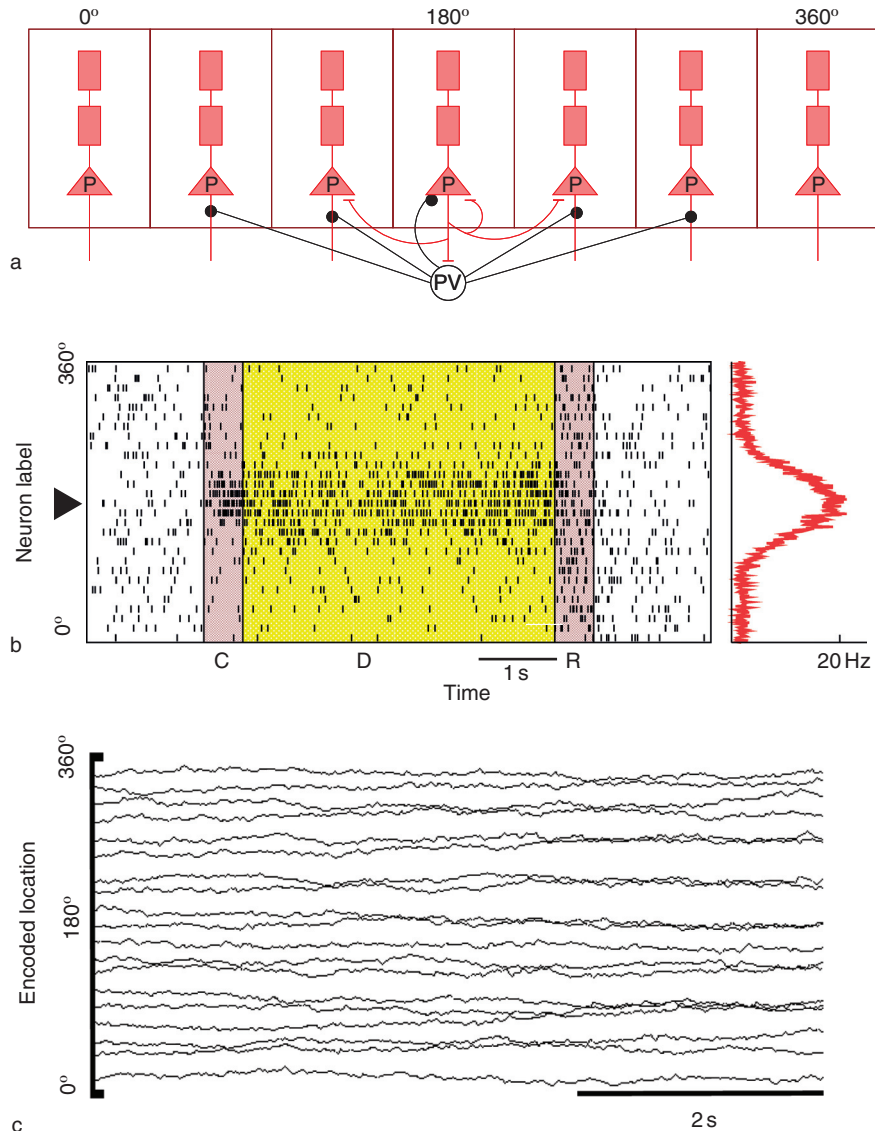 0º 180º 360º
P P P P P P P
PV
a
360º
Neuron label
0º
b
C D R
1 s
Time
20 Hz
360º
180º
Encoded location
0º
2 s
c